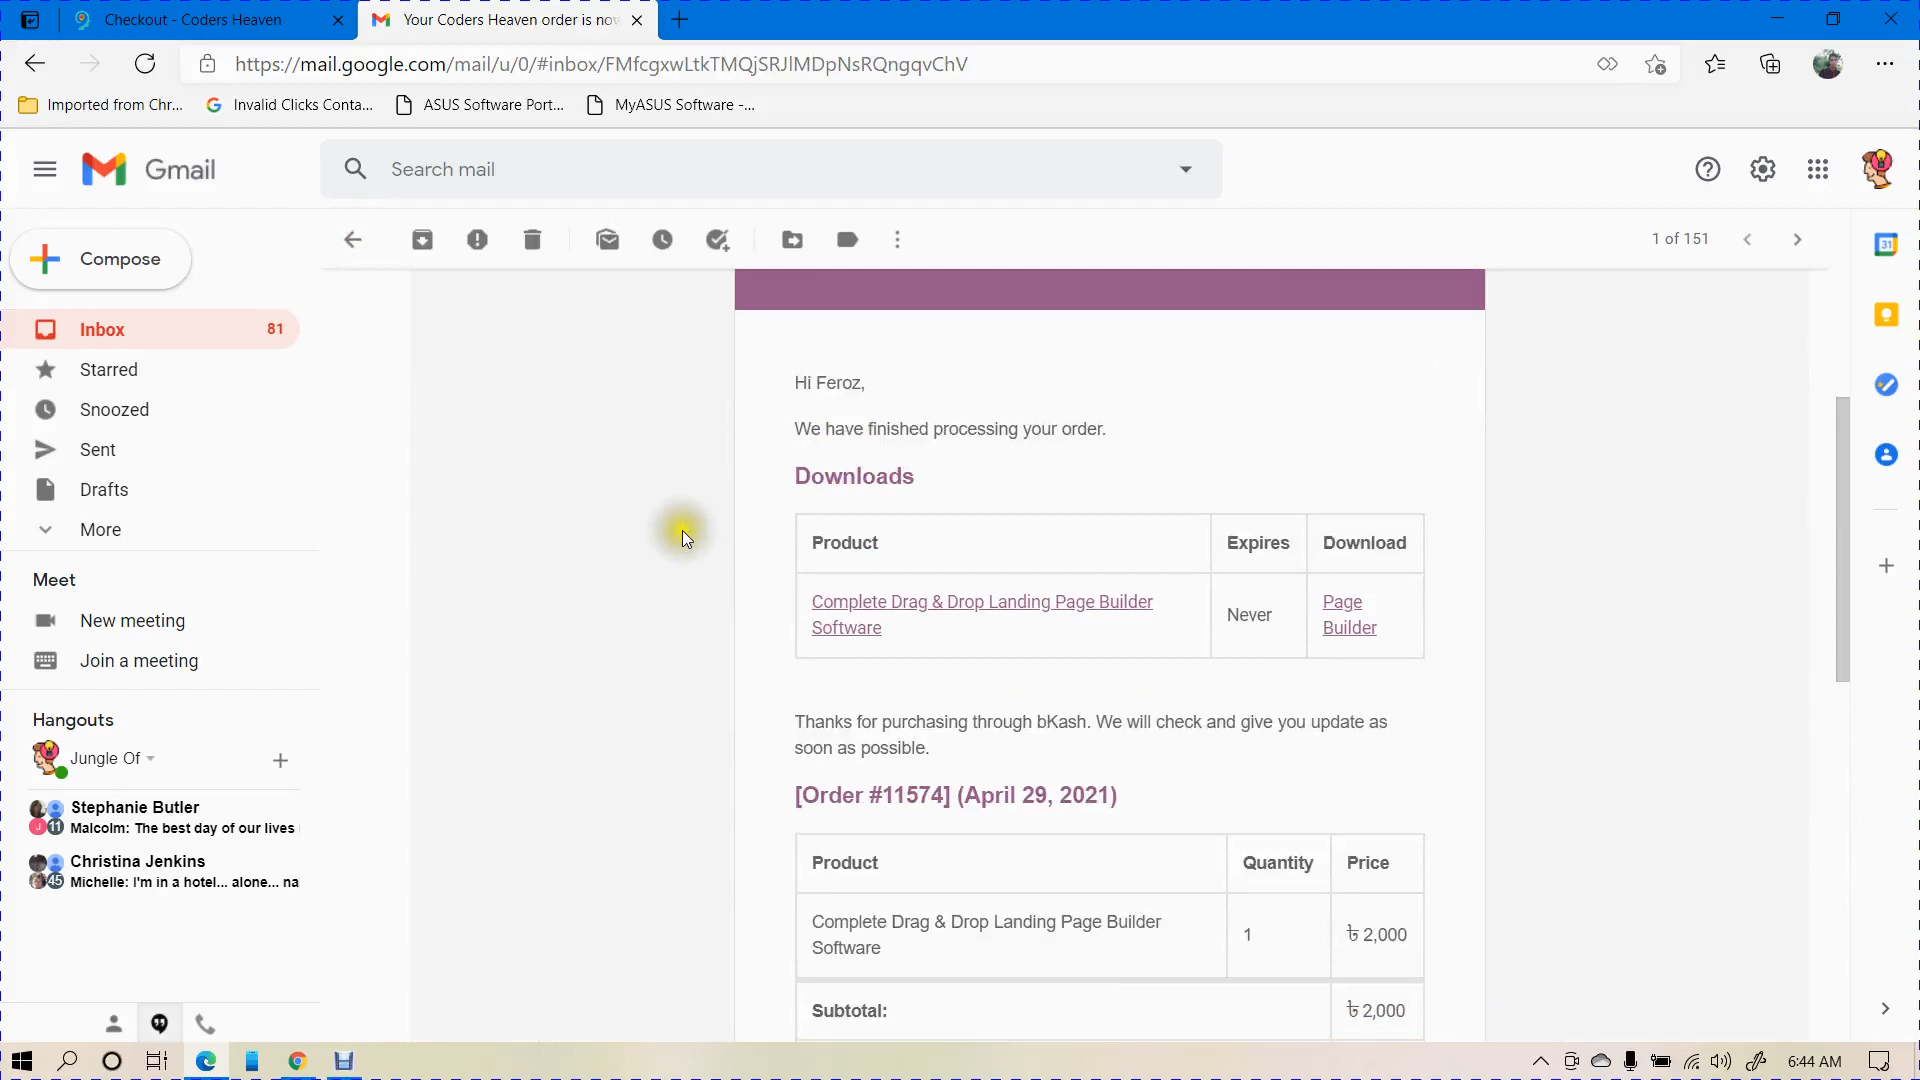 Checkout - Coders Heaven
Your Coders Heaven order is now
https://mail.google.com/mail/u/0/#inbox/FMfcgxwLtkTMQjSRJlMDpNsRQngqvChV
Imported from Chr...
Invalid Clicks Conta...
ASUS Software Port...
MyASUS Software -...
Gmail
Search mail
Compose
1 of 151
31
Inbox 81
Starred
Snoozed
Sent
Drafts
More
Meet
New meeting
Join a meeting
Hangouts
Jungle Of
Stephanie Butler
J 11 Malcolm: The best day of our lives
Christina Jenkins
45 Michelle: I'm in a hotel... alone... na
Hi Feroz,
We have finished processing your order.
Downloads
Product Expires Download
Complete Drag & Drop Landing Page Builder
Software
Never
Page
Builder
Thanks for purchasing through bKash. We will check and give you update as
soon as possible.
[Order #11574] (April 29, 2021)
Product Quantity Price
Complete Drag & Drop Landing Page Builder
Software
1
৳ 2,000
Subtotal: ৳ 2,000
6:44 AM